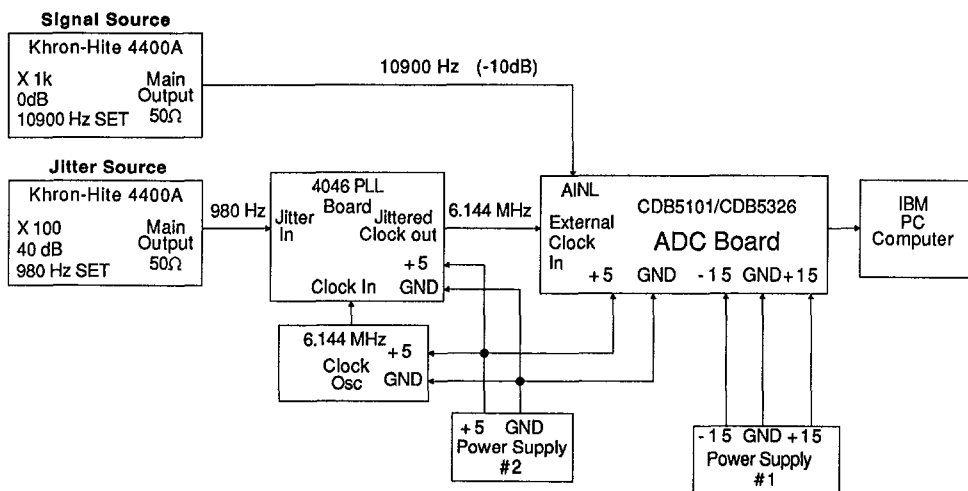 Signal Source
Khron-Hite 4400A
X 1k
Main
0dB
Output
10900 Hz SET
50Ω
10900 Hz (-10dB)
Jitter Source
Khron-Hite 4400A
X 100
Main
40 dB
Output
980 Hz SET
50Ω
980 Hz
4046 PLL
Board
Jitter
In
Jittered
Clock out
+5
Clock In
GND
6.144 MHz
AINL
CDB5101/CDB5326
External
Clock
In
ADC Board
+5 GND -15 GND +15
IBM
PC
Computer
6.144 MHz
+5
Clock
Osc
GND
+5 GND
Power Supply
#2
-15 GND +15
Power Supply
#1